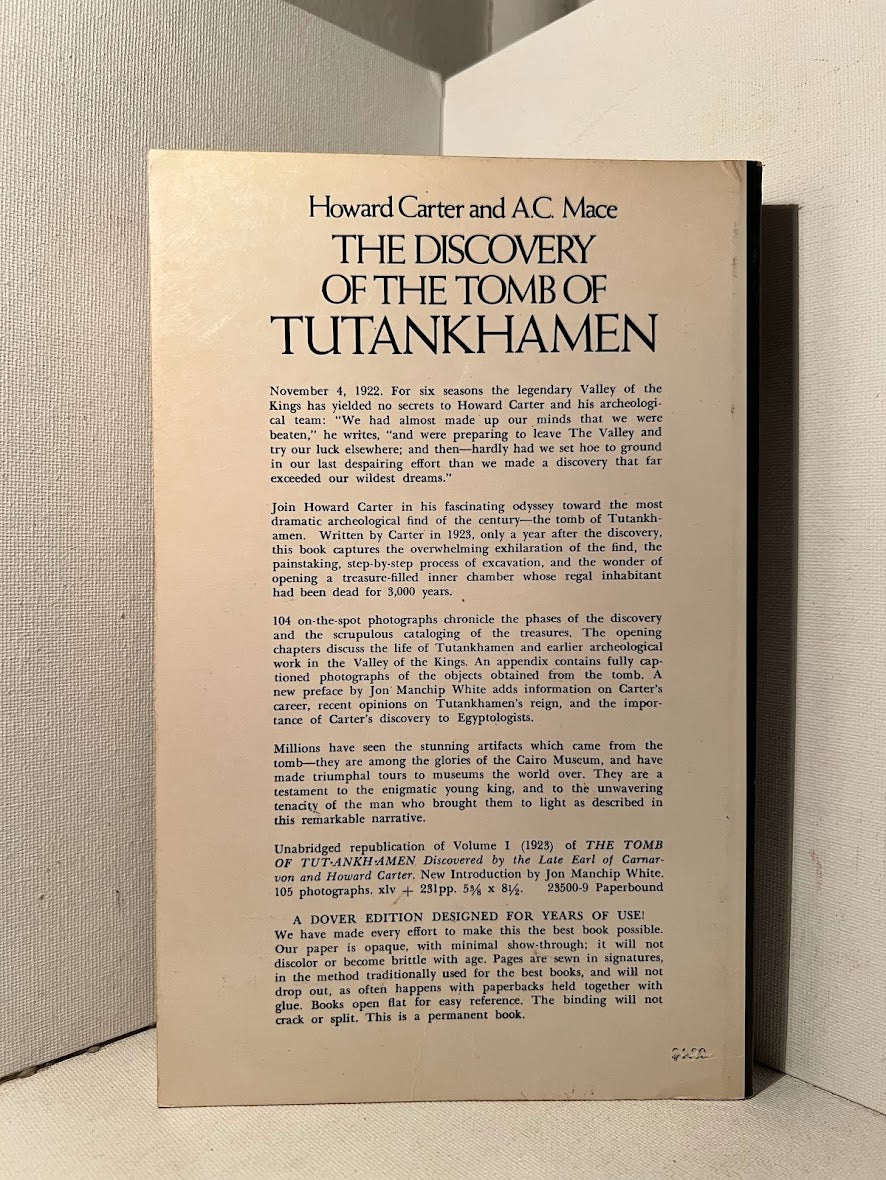 Howard Carter and A.C. Mace
THE DISCOVERY
OF THE TOMB OF
TUTANKHAMEN
November 4, 1922. For six seasons the legendary Valley of the
Kings has yielded no secrets to Howard Carter and his archeologi-
cal team: "We had almost made up our minds that we were
beaten," he writes, "and were preparing to leave The Valley and
try our luck elsewhere; and then—hardly had we set hoe to ground
in our last despairing effort than we made a discovery that far
exceeded our wildest dreams."
Join Howard Carter in his fascinating odyssey toward the most
dramatic archeological find of the century—the tomb of Tutankh-
amen. Written by Carter in 1923, only a year after the discovery,
this book captures the overwhelming exhilaration of the find, the
painstaking, step-by-step process of excavation, and the wonder of
opening a treasure-filled inner chamber whose regal inhabitant
had been dead for 3,000 years.
104 on-the-spot photographs chronicle the phases of the discovery
and the scrupulous cataloging of the treasures. The opening
chapters discuss the life of Tutankhamen and earlier archeological
work in the Valley of the Kings. An appendix contains fully cap-
tioned photographs of the objects obtained from the tomb. A
new preface by Jon Manchip White adds information on Carter's
career, recent opinions on Tutankhamen's reign, and the impor-
tance of Carter's discovery to Egyptologists.
Millions have seen the stunning artifacts which came from the
tomb—they are among the glories of the Cairo Museum, and have
made triumphal tours to museums the world over. They are a
testament to the enigmatic young king, and to the unwavering
tenacity of the man who brought them to light as described in
this remarkable narrative.
Unabridged republication of Volume I (1923) of THE TOMB
OF TUT·ANKH·AMEN Discovered by the Late Earl of Carnar-
von and Howard Carter. New Introduction by Jon Manchip White.
105 photographs. xlv + 231pp. 5⅜ x 8½. 23500-9 Paperbound
A DOVER EDITION DESIGNED FOR YEARS OF USE!
We have made every effort to make this the best book possible.
Our paper is opaque, with minimal show-through; it will not
discolor or become brittle with age. Pages are sewn in signatures,
in the method traditionally used for the best books, and will not
drop out, as often happens with paperbacks held together with
glue. Books open flat for easy reference. The binding will not
crack or split. This is a permanent book.